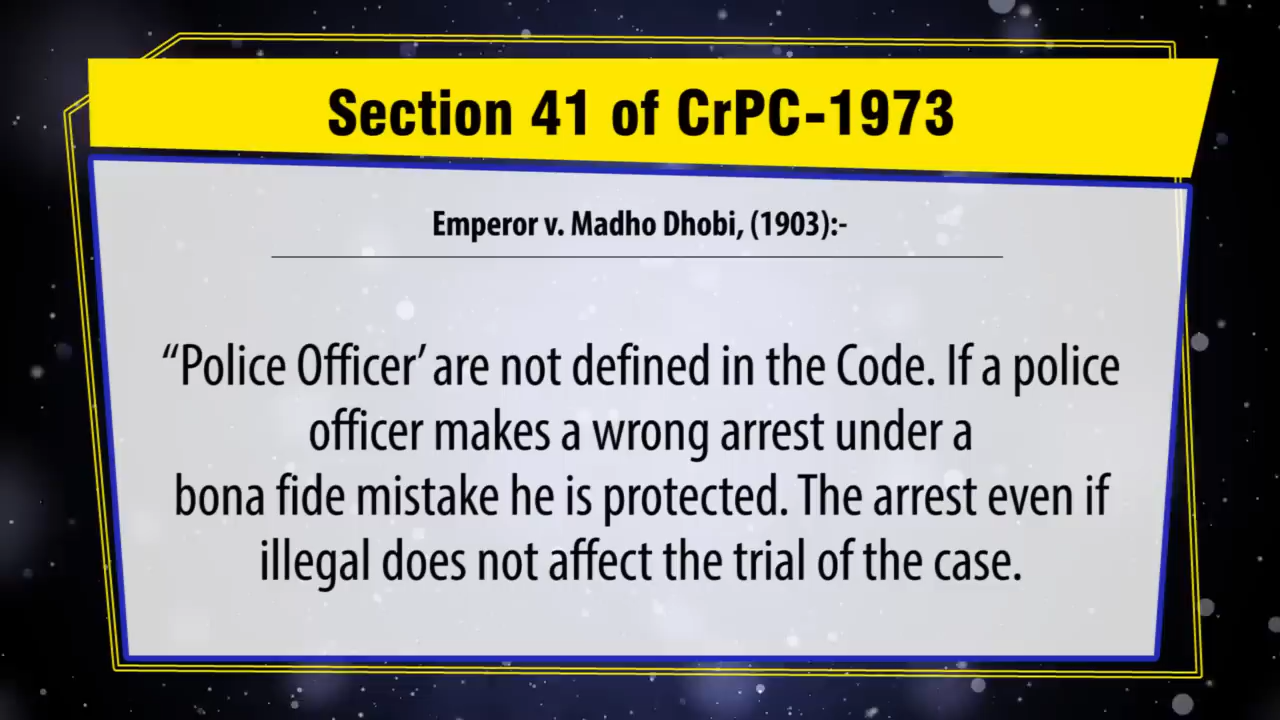 Section 41 of CrPC-1973
Emperor v. Madho Dhobi, (1903):-
“Police Officer’ are not defined in the Code. If a police
officer makes a wrong arrest under a
bona fide mistake he is protected. The arrest even if
illegal does not affect the trial of the case.